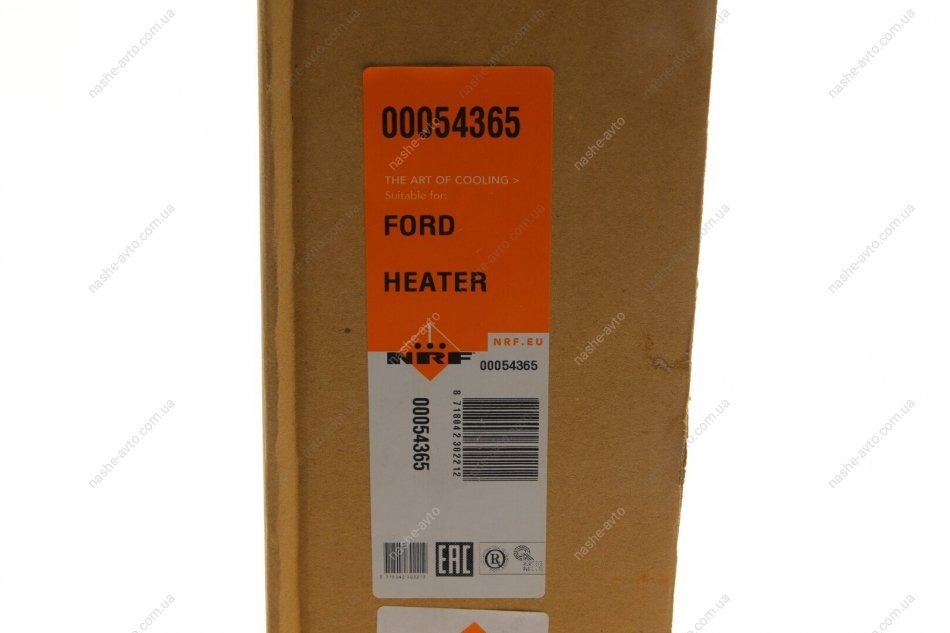 00054365
THE ART OF COOLING >
Suitable for:
FORD
HEATER
NRF.EU
NRF
00054365
8 718042 302212
00054365
EAC
R
nashe-avto.com.ua